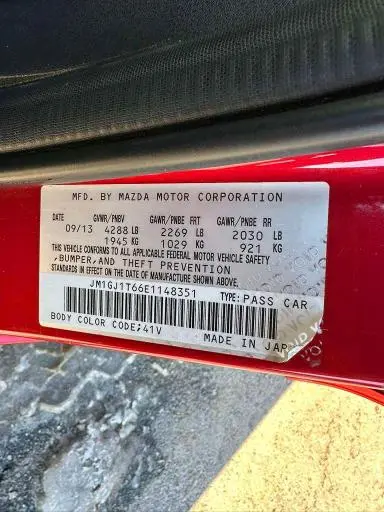 MFD. BY MAZDA MOTOR CORPORATION
DATE GVWR/PNBV GAWR/PNBE FRT GAWR/PNBE RR
09/13 4288 LB 2269 LB 2030 LB
1945 KG 1029 KG 921 KG
THIS VEHICLE CONFORMS TO ALL APPLICABLE FEDERAL MOTOR VEHICLE SAFETY
,BUMPER,AND THEFT PREVENTION
STANDARDS IN EFFECT ON THE DATE OF MANUFACTURE SHOWN ABOVE.
JM1GJ1T66E1148351 TYPE: PASS CAR
BODY COLOR CODE;41V MADE IN JAP